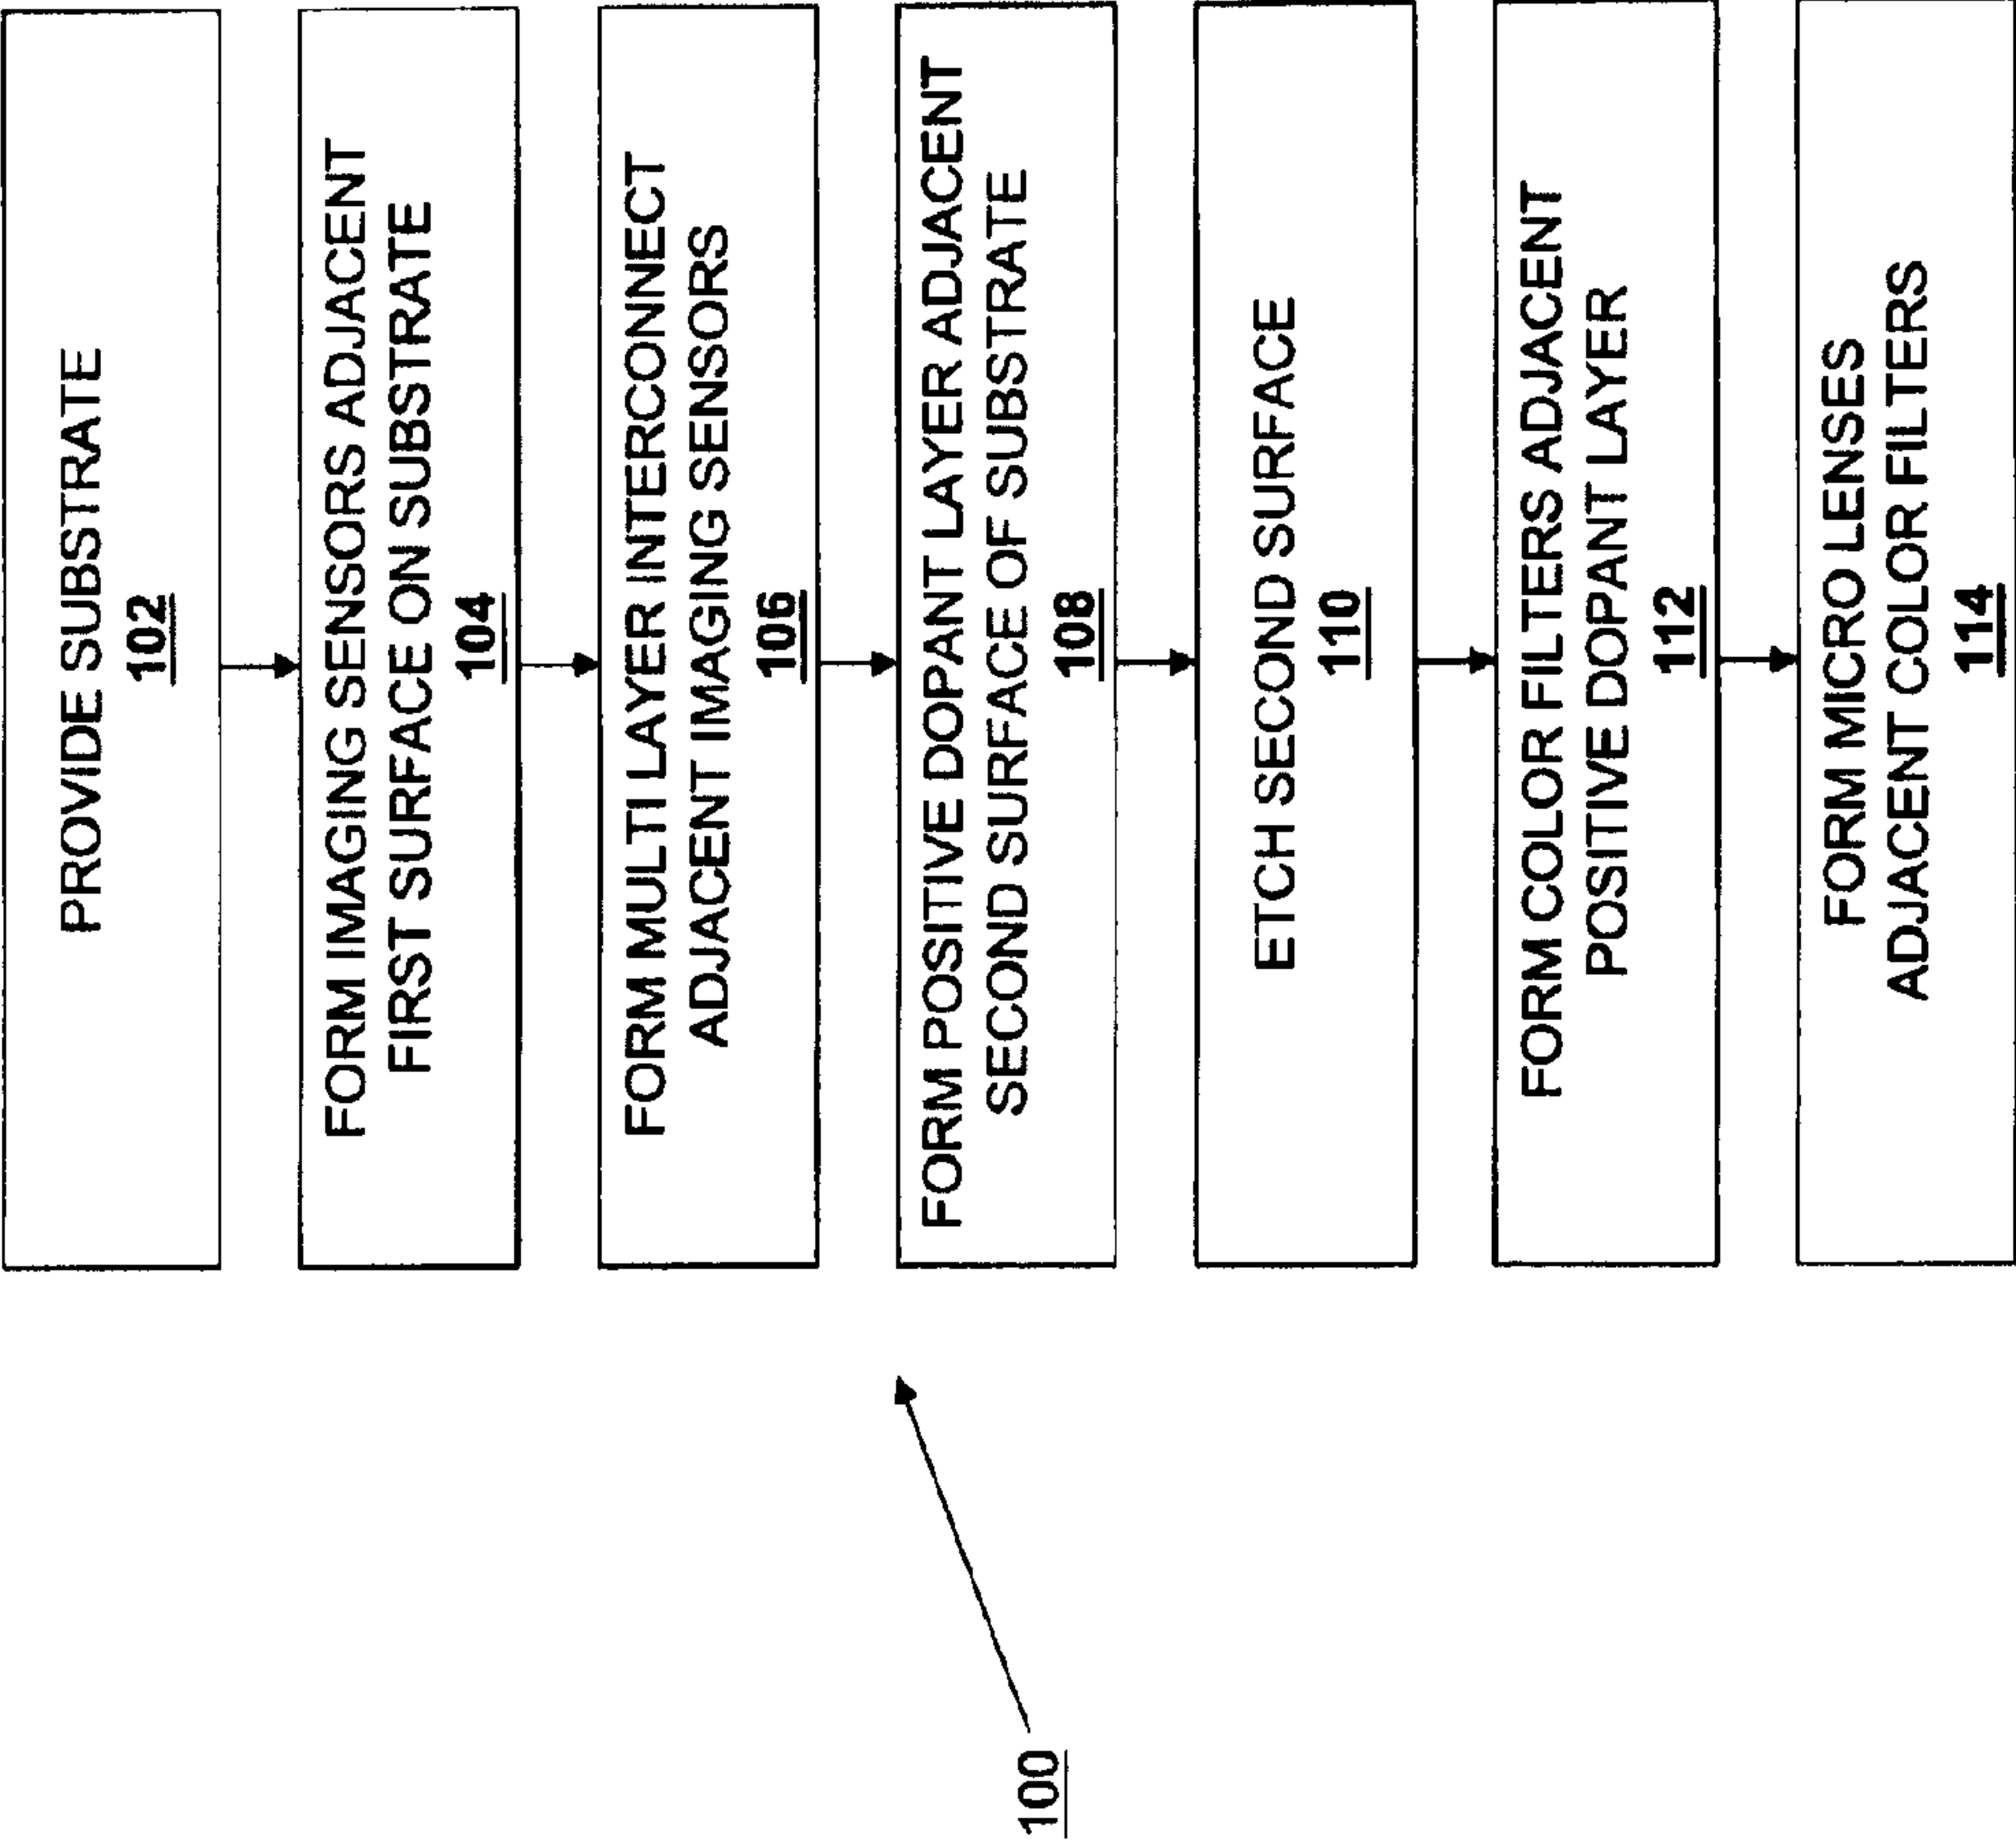 PROVIDE SUBSTRATE
102
FORM IMAGING SENSORS ADJACENT
FIRST SURFACE ON SUBSTRATE
104
FORM MULTI LAYER INTERCONNECT
ADJACENT IMAGING SENSORS
106
FORM POSITIVE DOPANT LAYER ADJACENT
SECOND SURFACE OF SUBSTRATE
108
ETCH SECOND SURFACE
110
FORM COLOR FILTERS ADJACENT
POSITIVE DOPANT LAYER
112
FORM MICRO LENSES
ADJACENT COLOR FILTERS
114
100